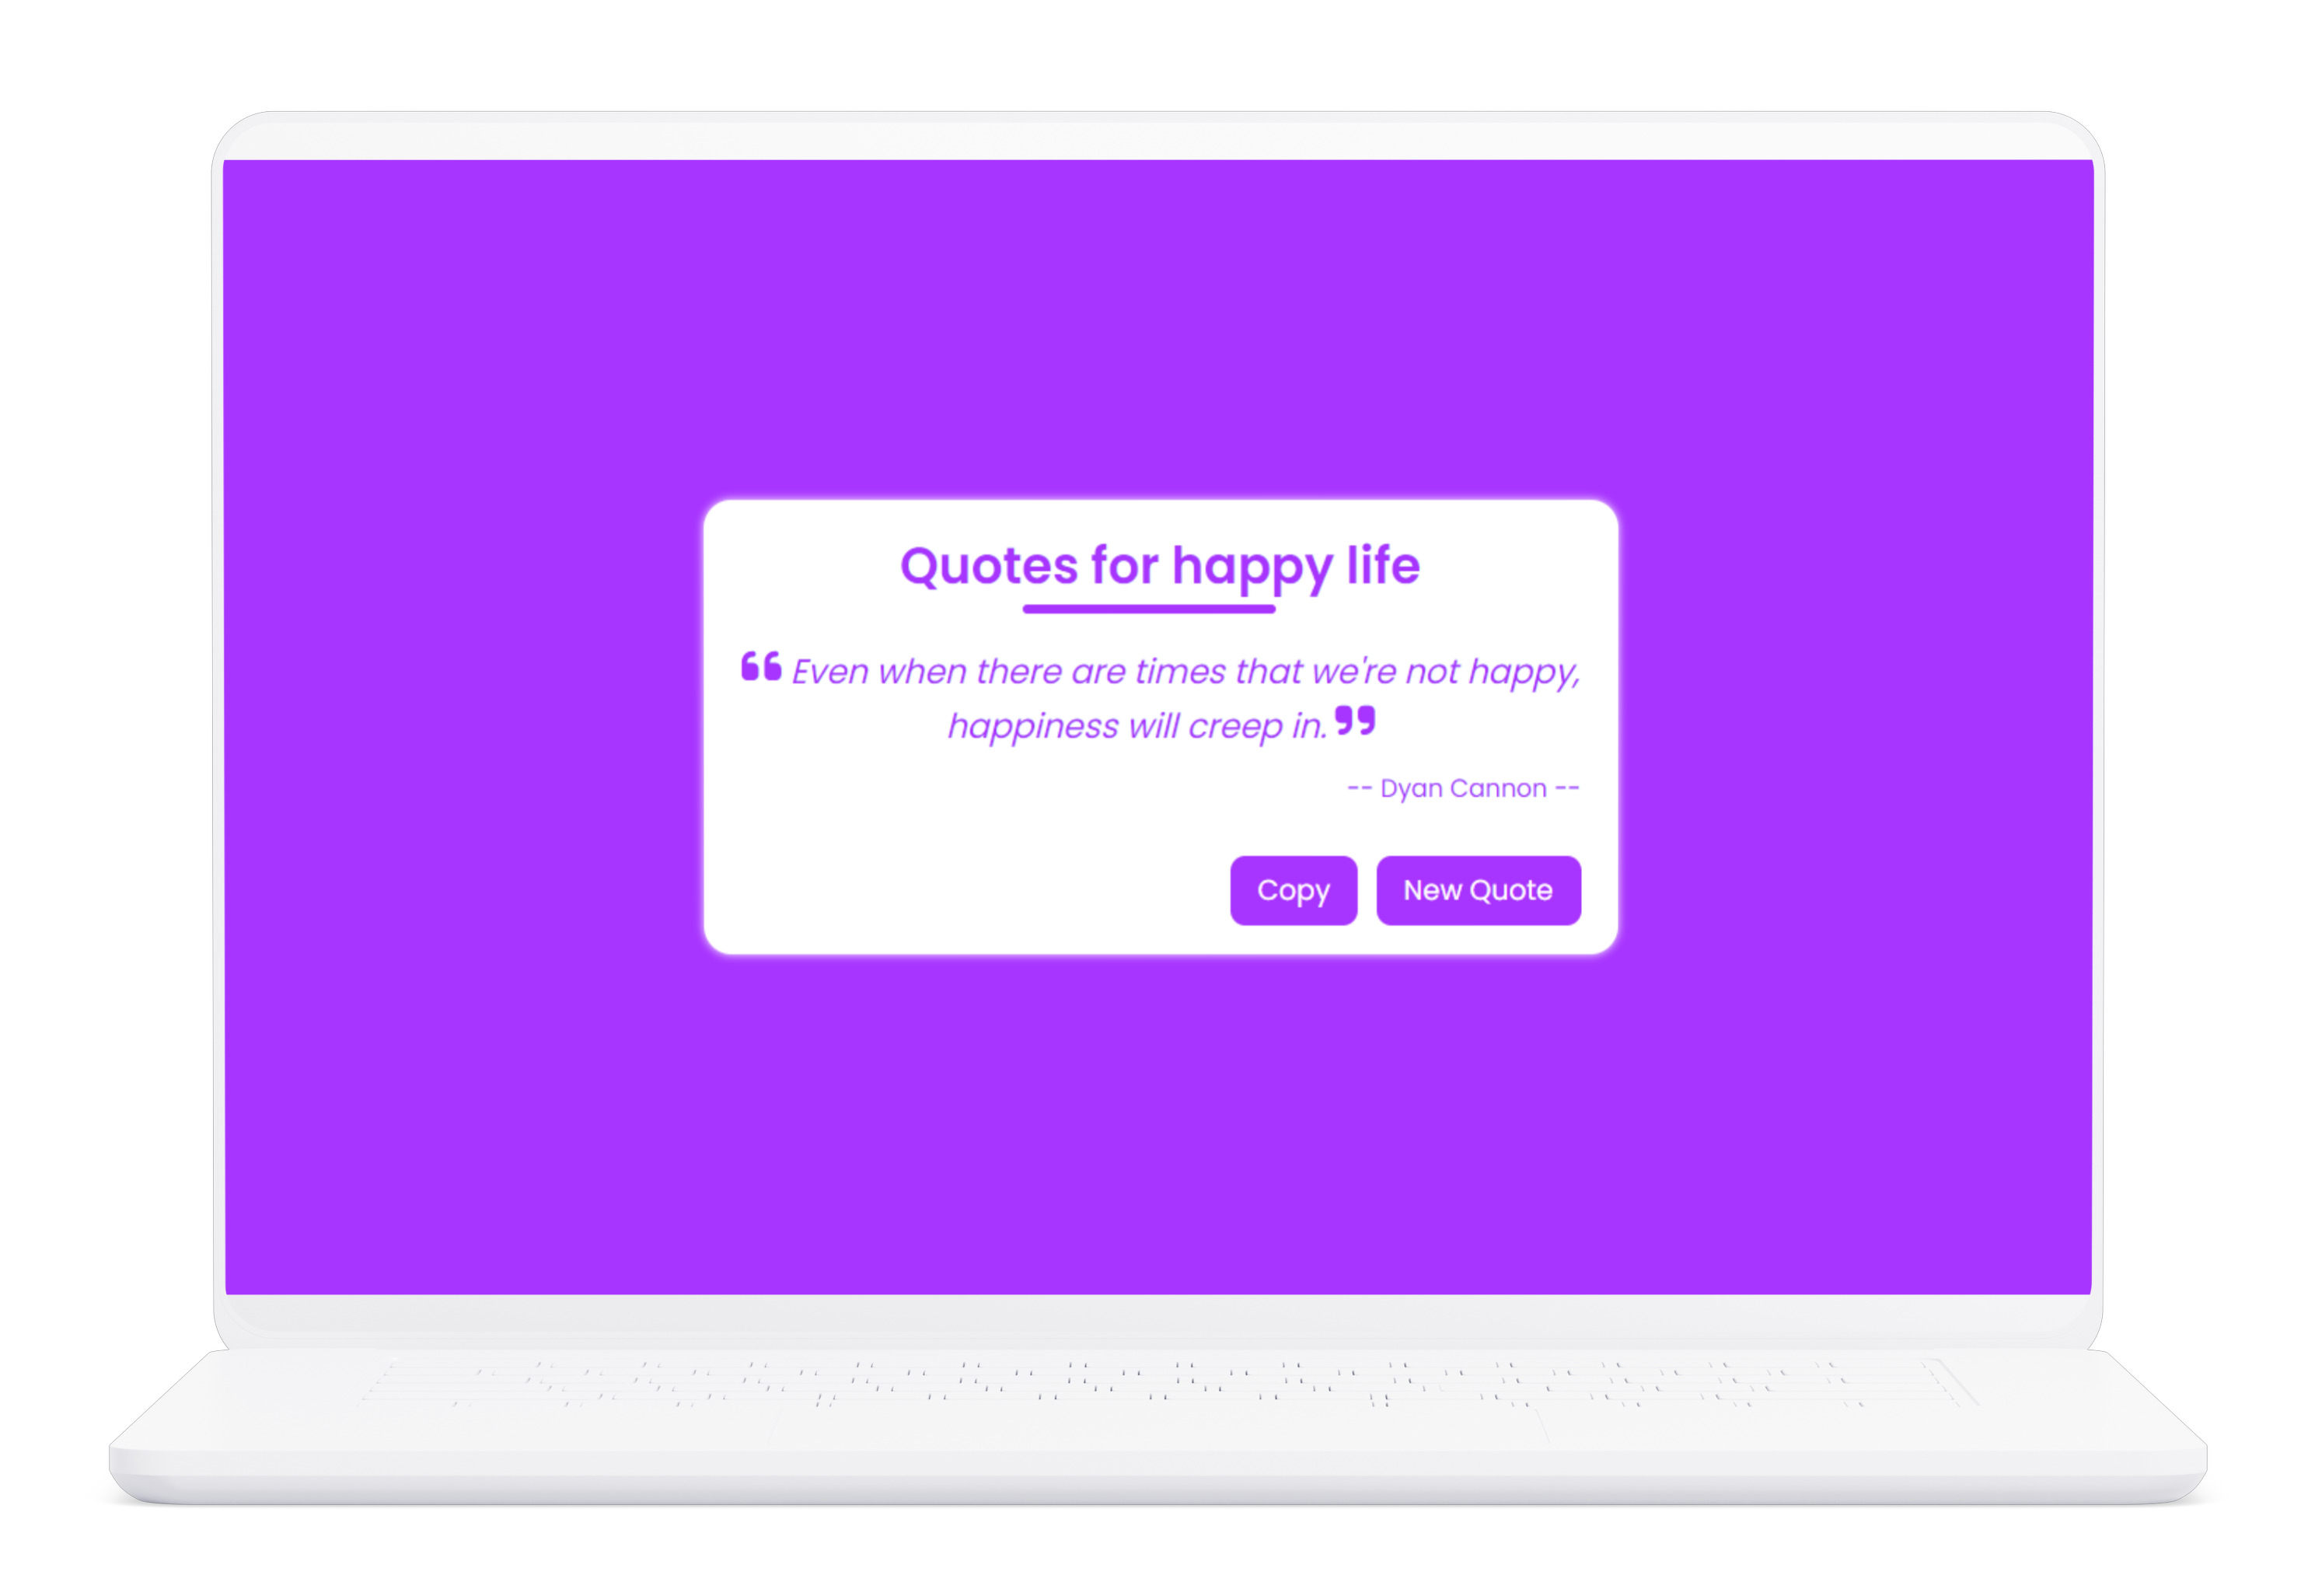 Quotes for happy life
❝ Even when there are times that we're not happy,
happiness will creep in. ❞
-- Dyan Cannon --
Copy
New Quote